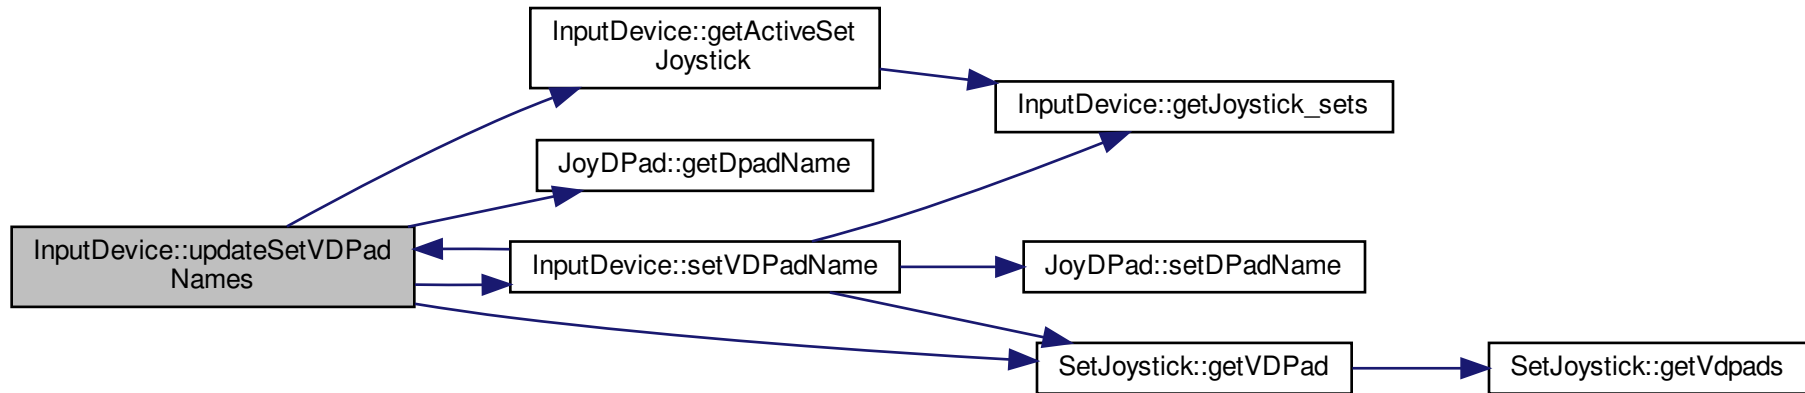 InputDevice::getActiveSet
Joystick
InputDevice::getJoystick_sets
JoyDPad::getDpadName
InputDevice::updateSetVDPad
Names
InputDevice::setVDPadName
JoyDPad::setDPadName
SetJoystick::getVDPad
SetJoystick::getVdpads